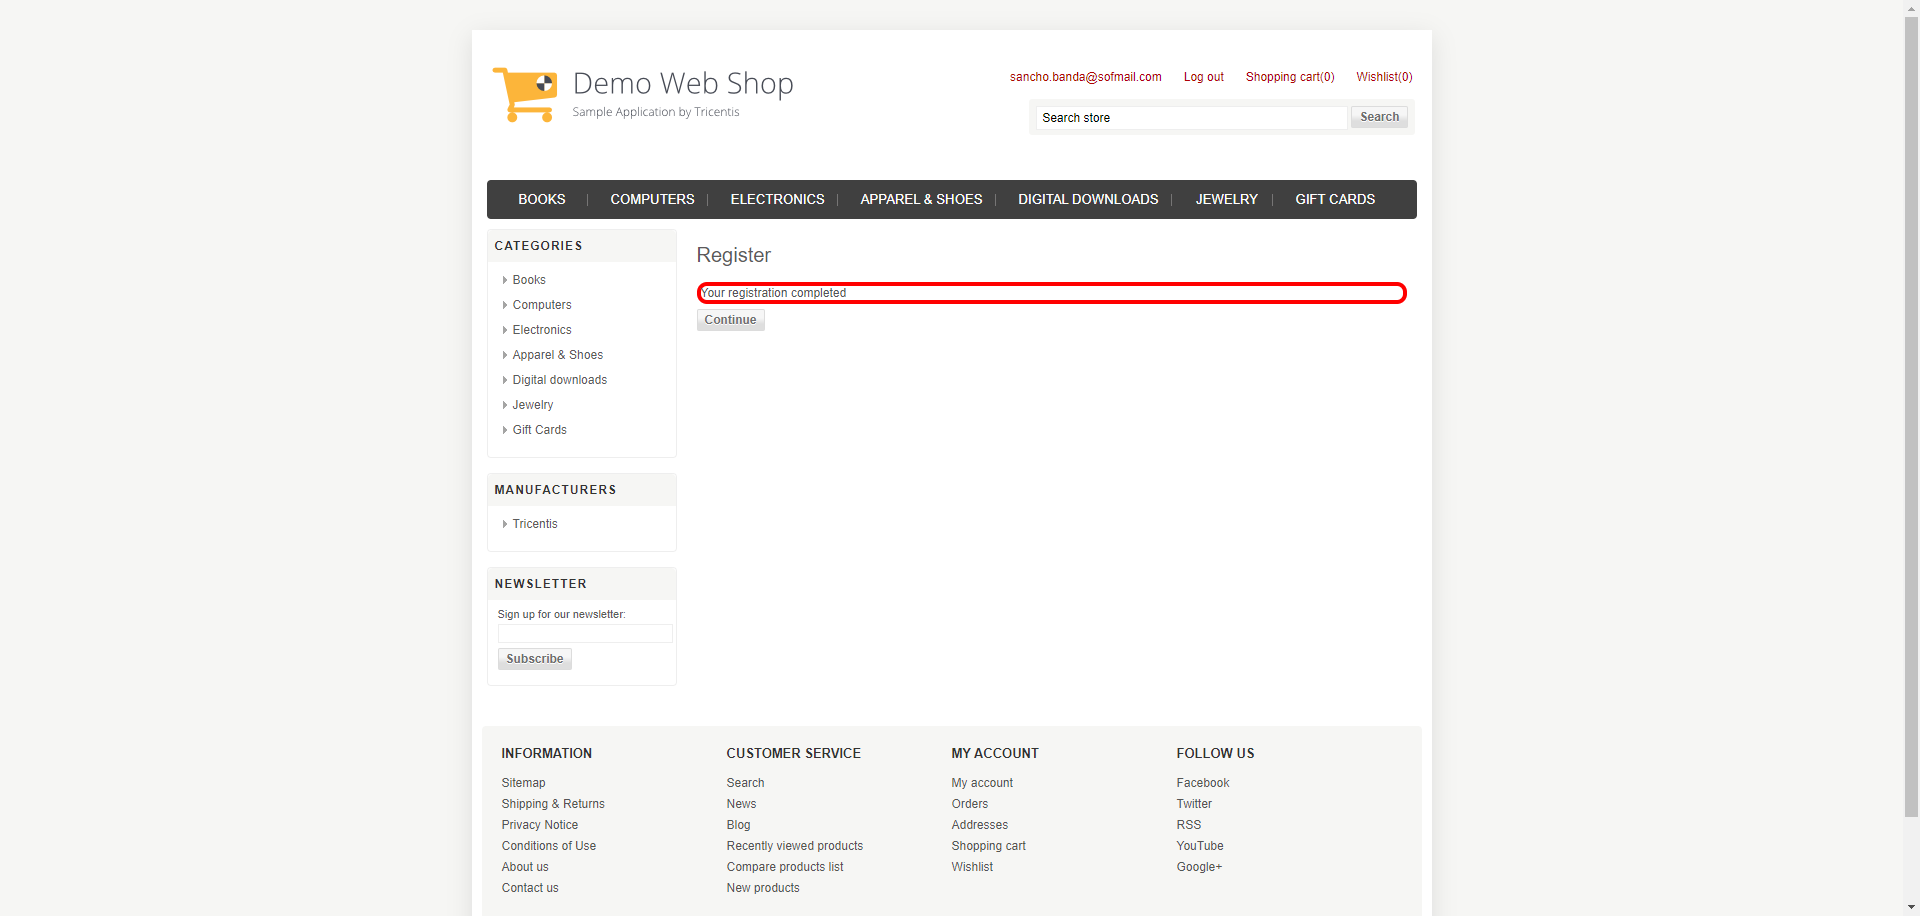 Demo Web Shop
Sample Application by Tricentis
sancho.banda@sofmail.com Log out Shopping cart(0) Wishlist(0)
Search store Search
BOOKS COMPUTERS ELECTRONICS APPAREL & SHOES DIGITAL DOWNLOADS JEWELRY GIFT CARDS
CATEGORIES
Books
Computers
Electronics
Apparel & Shoes
Digital downloads
Jewelry
Gift Cards
MANUFACTURERS
Tricentis
NEWSLETTER
Sign up for our newsletter:
Subscribe
Register
Your registration completed
Continue
INFORMATION
Sitemap
Shipping & Returns
Privacy Notice
Conditions of Use
About us
Contact us
CUSTOMER SERVICE
Search
News
Blog
Recently viewed products
Compare products list
New products
MY ACCOUNT
My account
Orders
Addresses
Shopping cart
Wishlist
FOLLOW US
Facebook
Twitter
RSS
YouTube
Google+